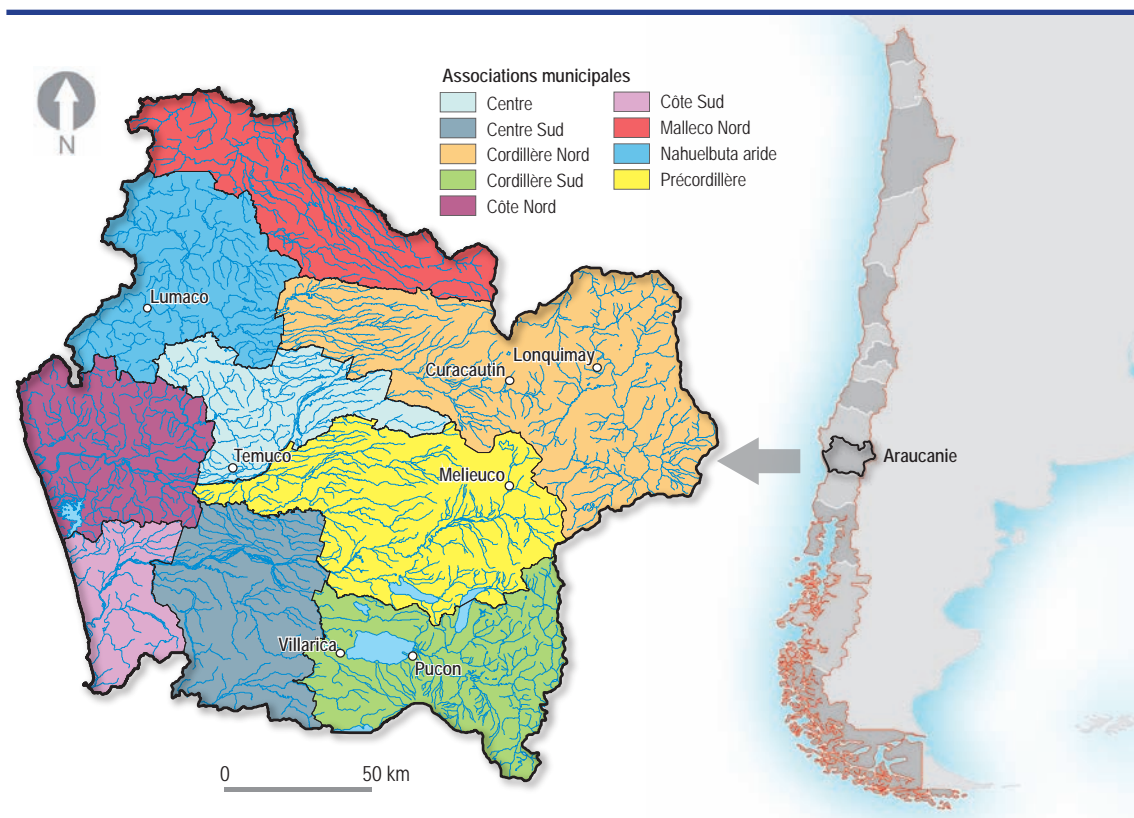 Associations municipales
Centre
Centre Sud
Cordillère Nord
Cordillère Sud
Côte Nord
Côte Sud
Malleco Nord
Nahuelbuta aride
Précordillère
N
Lumaco
Lonquimay
Curacautin
Temuco
Melieuco
Villarica
Pucon
Araucanie
0 50 km